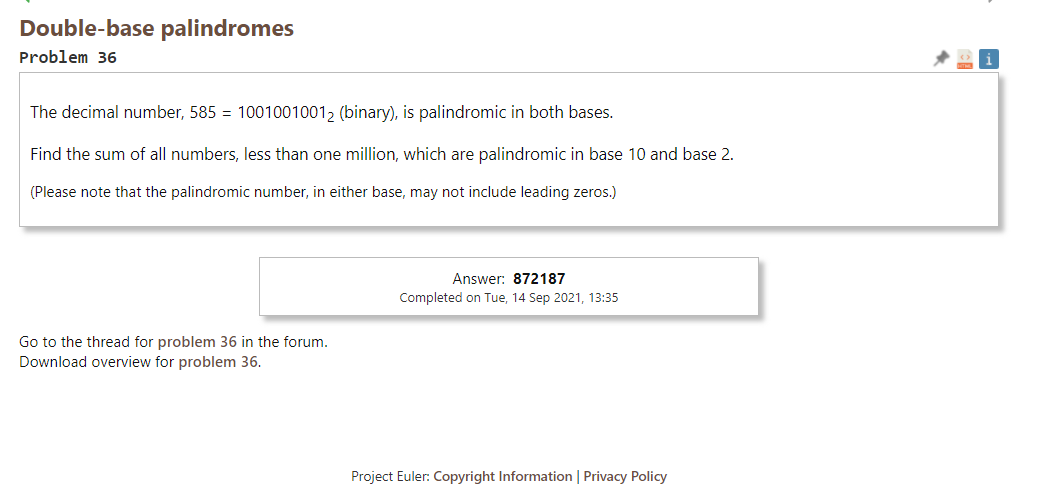 Double-base palindromes
Problem 36
The decimal number, 585 = 1001001001₂ (binary), is palindromic in both bases.
Find the sum of all numbers, less than one million, which are palindromic in base 10 and base 2.
(Please note that the palindromic number, in either base, may not include leading zeros.)
Answer: 872187
Completed on Tue, 14 Sep 2021, 13:35
Go to the thread for problem 36 in the forum.
Download overview for problem 36.
Project Euler: Copyright Information | Privacy Policy